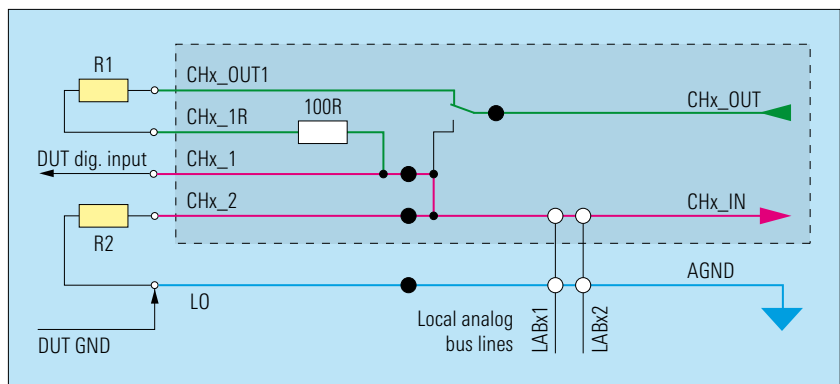 R1
CHx_OUT1
CHx_OUT
CHx_1R
100R
DUT dig. input
CHx_1
CHx_2
CHx_IN
R2
LO
AGND
DUT GND
Local analog
bus lines
LABx1
LABx2